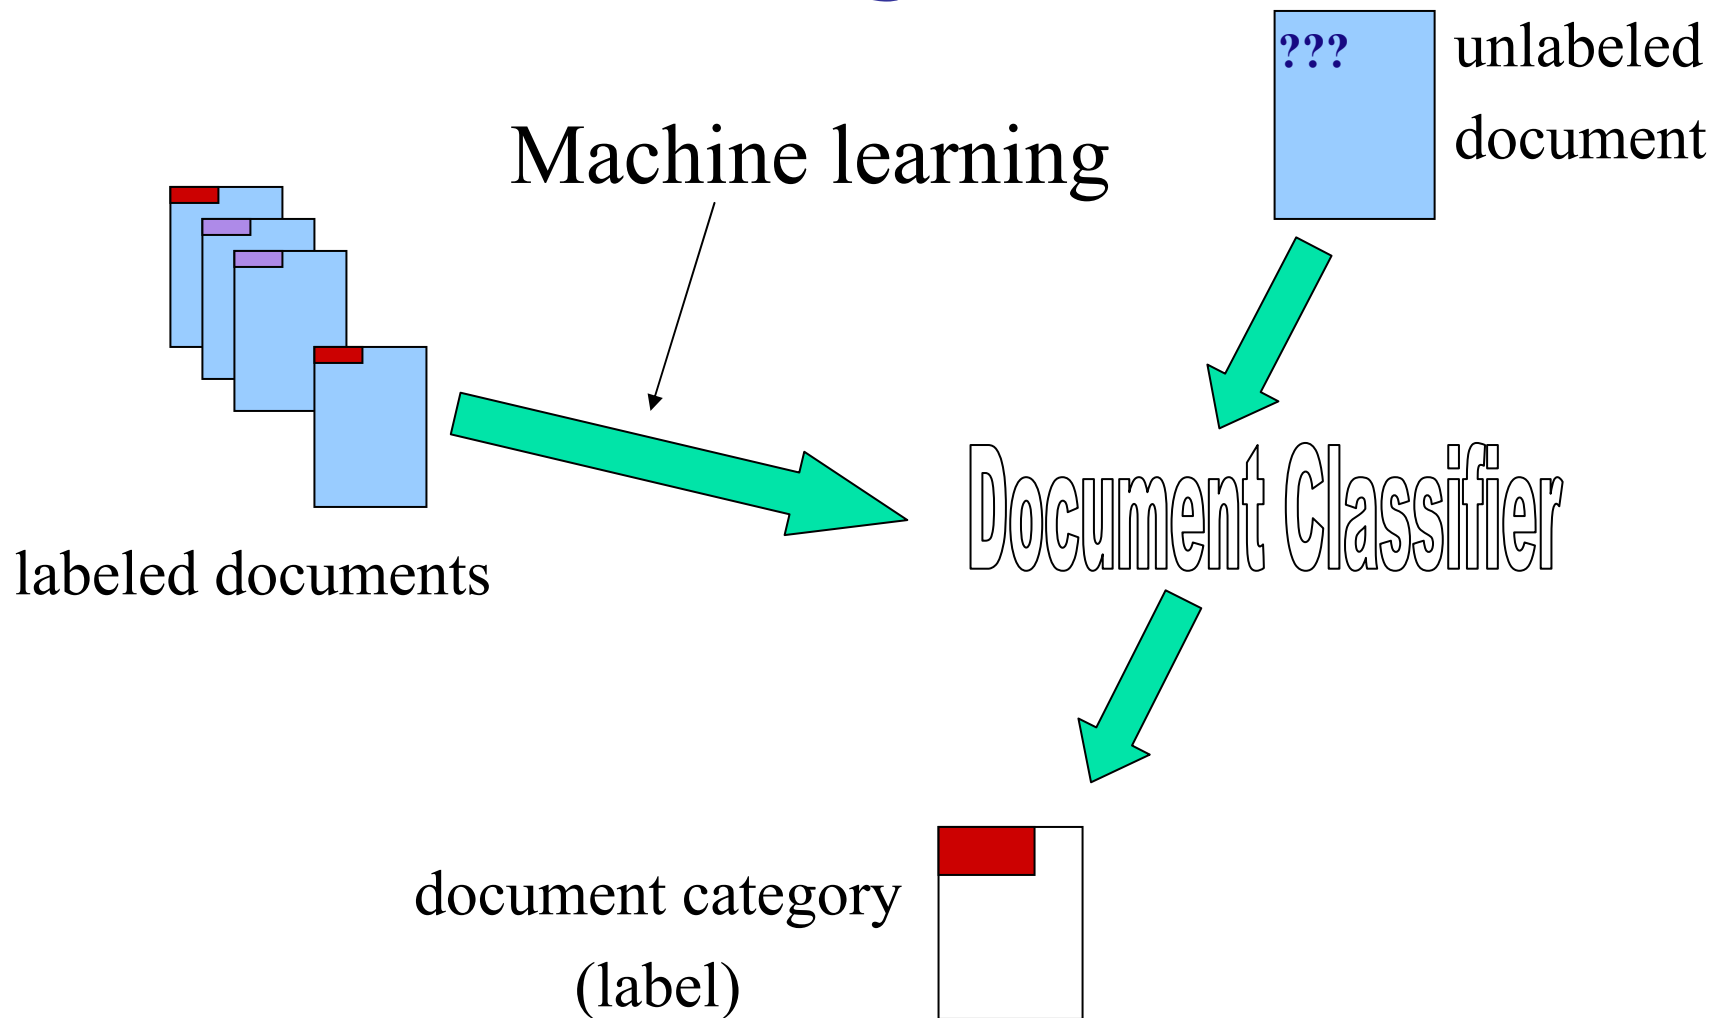 ???
unlabeled
document
Machine learning
labeled documents
Document Classifier
document category
(label)